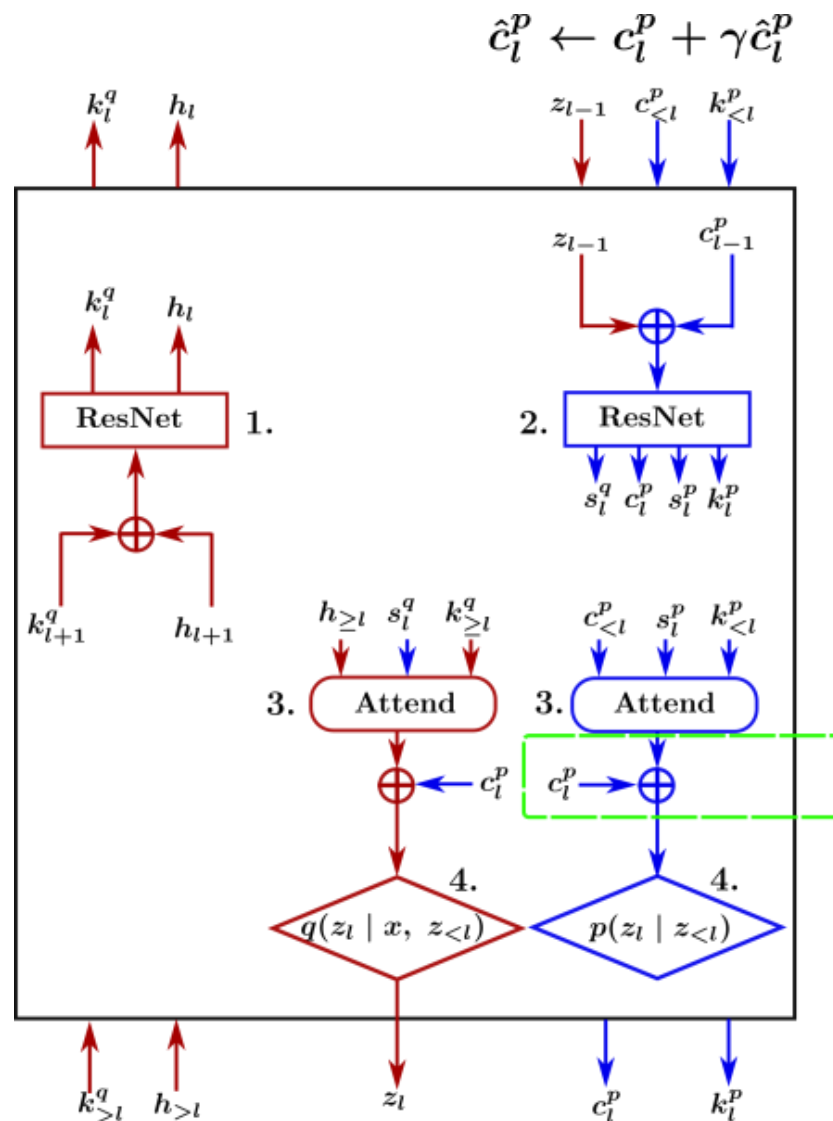 ĉ_l^p ← c_l^p + γĉ_l^p
k_l^q h_l z_{l−1} c_{<l}^p k_{<l}^p
z_{l−1} c_{l−1}^p
k_l^q h_l
ResNet 1. 2. ResNet
s_l^q c_l^p s_l^p k_l^p
k_{l+1}^q h_{l+1}
h_{≥l} s_l^q k_{≥l}^q c_{<l}^p s_l^p k_{<l}^p
3. Attend 3. Attend
c_l^p c_l^p
4. 4.
q(z_l | x, z_{<l}) p(z_l | z_{<l})
k_{>l}^q h_{>l} z_l c_l^p k_l^p